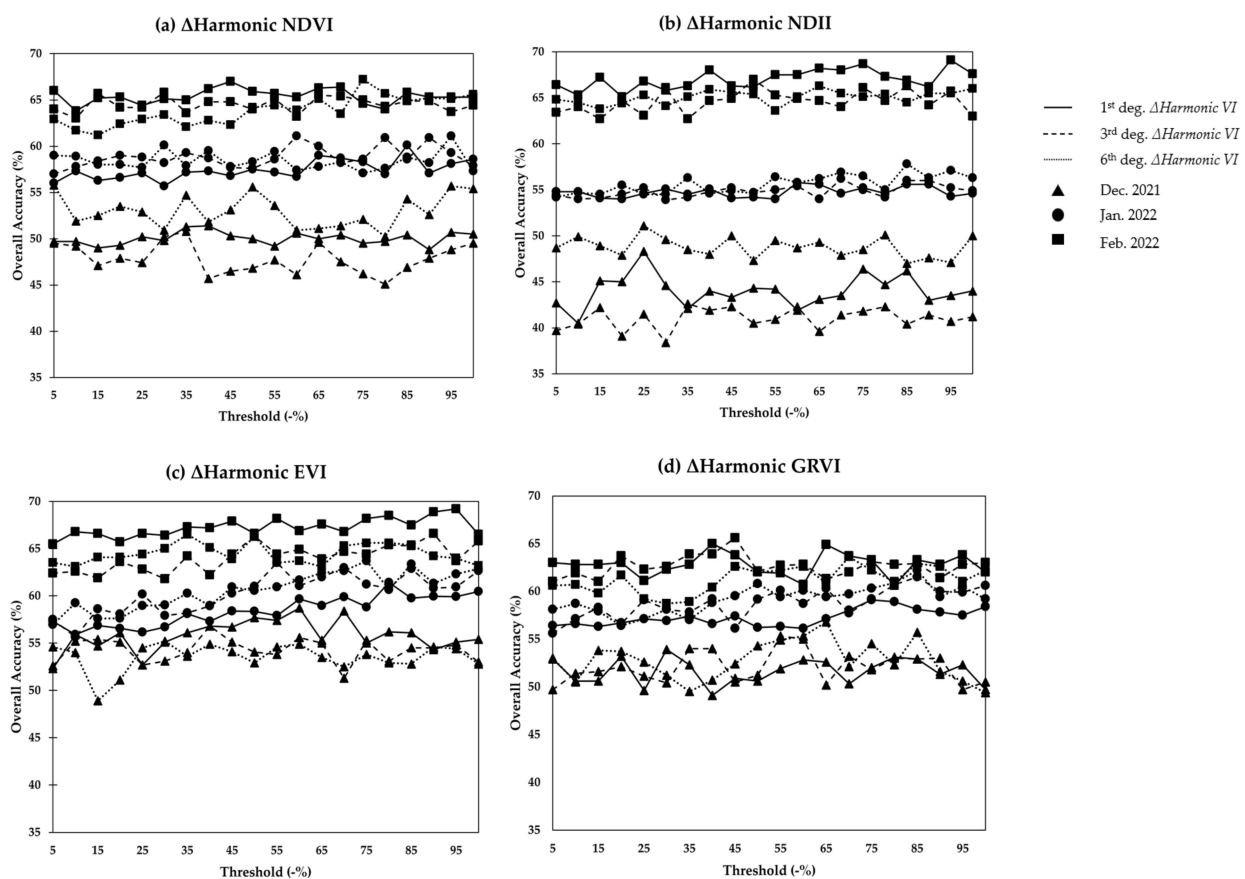 (a) ΔHarmonic NDVI
Overall Accuracy (%)
70
65
60
55
50
45
40
35
5 15 25 35 45 55 65 75 85 95
Threshold (-%)
(b) ΔHarmonic NDII
Overall Accuracy (%)
70
65
60
55
50
45
40
35
5 15 25 35 45 55 65 75 85 95
Threshold (-%)
1st deg. ΔHarmonic VI
3rd deg. ΔHarmonic VI
6th deg. ΔHarmonic VI
Dec. 2021
Jan. 2022
Feb. 2022
(c) ΔHarmonic EVI
Overall Accuracy (%)
70
65
60
55
50
45
40
35
5 15 25 35 45 55 65 75 85 95
Threshold (-%)
(d) ΔHarmonic GRVI
Overall Accuracy (%)
70
65
60
55
50
45
40
35
5 15 25 35 45 55 65 75 85 95
Threshold (-%)